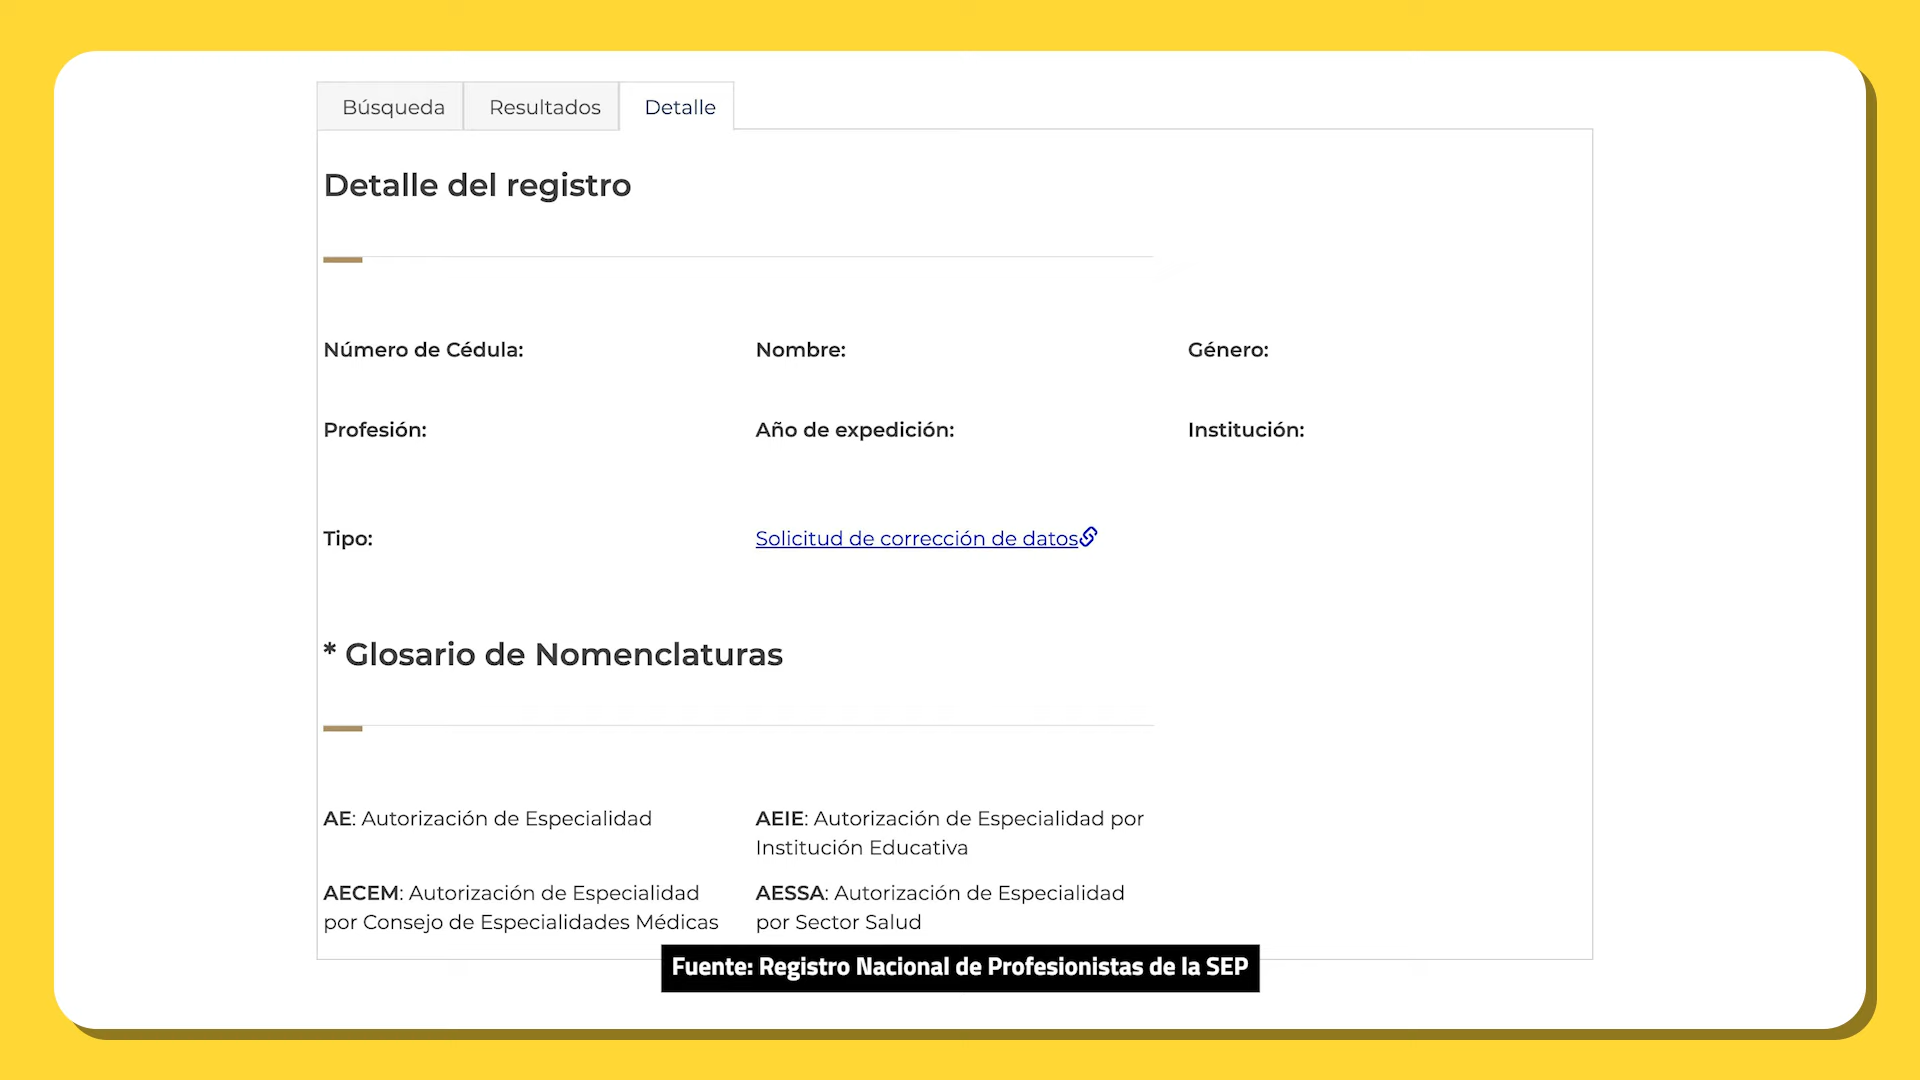 Búsqueda
Resultados
Detalle
Detalle del registro
Número de Cédula:
Nombre:
Género:
Profesión:
Año de expedición:
Institución:
Tipo:
Solicitud de corrección de datos
* Glosario de Nomenclaturas
AE: Autorización de Especialidad
AEIE: Autorización de Especialidad por
Institución Educativa
AECEM: Autorización de Especialidad
por Consejo de Especialidades Médicas
AESSA: Autorización de Especialidad
por Sector Salud
Fuente: Registro Nacional de Profesionistas de la SEP